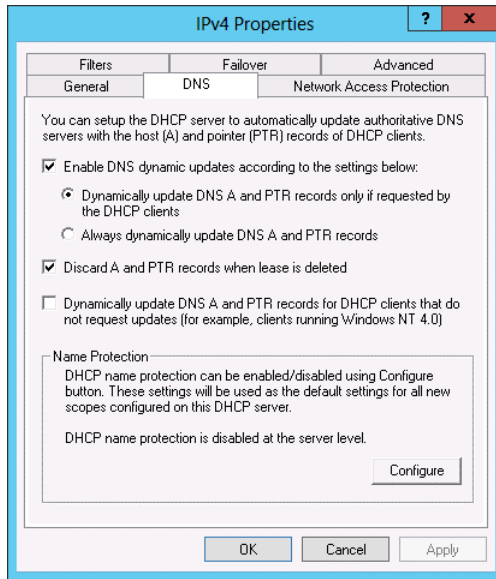 IPv4 Properties
?
x
Filters
Failover
Advanced
General
DNS
Network Access Protection
You can setup the DHCP server to automatically update authoritative DNS
servers with the host (A) and pointer (PTR) records of DHCP clients.
Enable DNS dynamic updates according to the settings below:
Dynamically update DNS A and PTR records only if requested by
the DHCP clients
Always dynamically update DNS A and PTR records
Discard A and PTR records when lease is deleted
Dynamically update DNS A and PTR records for DHCP clients that do
not request updates (for example, clients running Windows NT 4.0)
Name Protection
DHCP name protection can be enabled/disabled using Configure
button. These settings will be used as the default settings for all new
scopes configured on this DHCP server.
DHCP name protection is disabled at the server level.
Configure
OK
Cancel
Apply